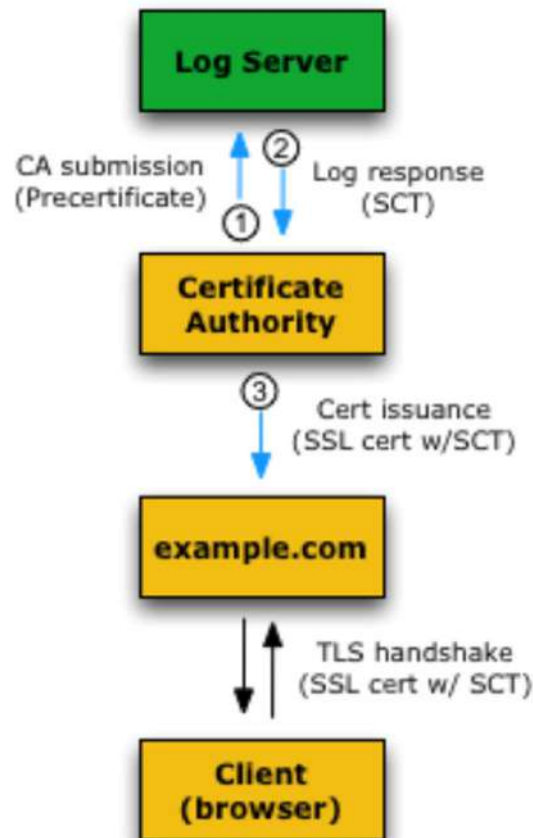 Log Server
CA submission
(Precertificate)
1
2
Log response
(SCT)
Certificate
Authority
3
Cert issuance
(SSL cert w/SCT)
example.com
TLS handshake
(SSL cert w/ SCT)
Client
(browser)